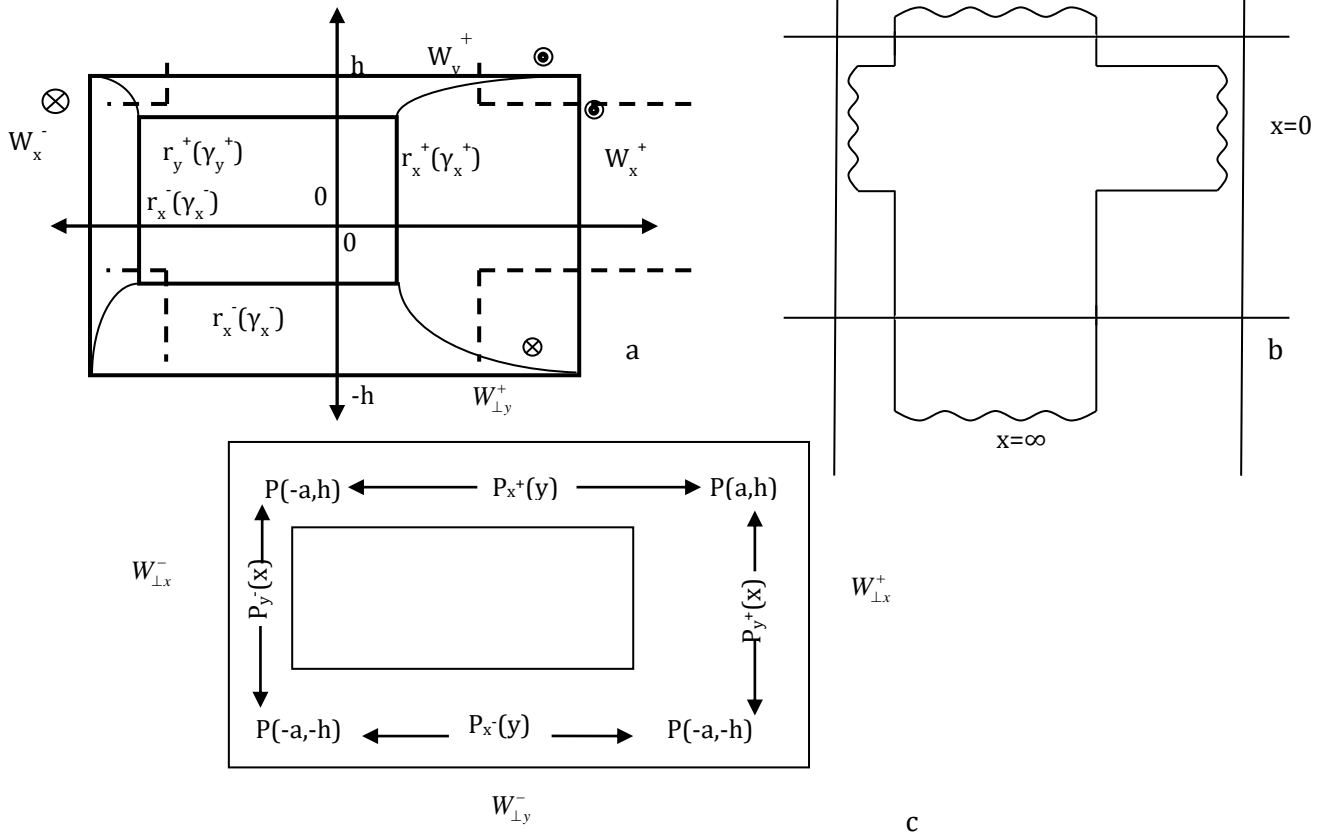 h
W_y^+
W_x^-
r_y^+(γ_y^+)
r_x^+(γ_x^+)
W_x^+
r_x^-(γ_x^-)
0
0
r_x^-(γ_x^-)
a
-h
W_{⊥y}^+
x=0
b
x=∞
P(-a,h)
P_x^+(y)
P(a,h)
W_{⊥x}^-
P_y^-(x)
P_y^+(x)
W_{⊥x}^+
P(-a,-h)
P_x^-(y)
P(-a,-h)
W_{⊥y}^-
c